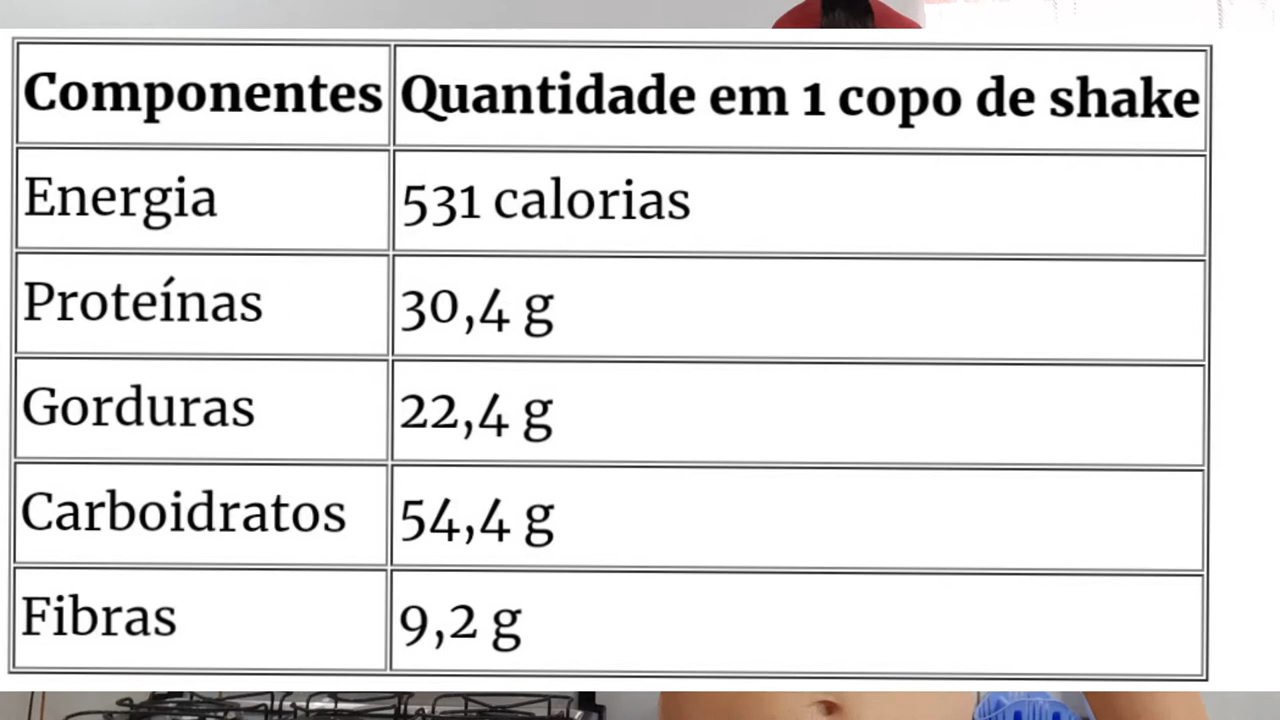 Componentes Quantidade em 1 copo de shake
Energia 531 calorias
Proteínas 30,4 g
Gorduras 22,4 g
Carboidratos 54,4 g
Fibras 9,2 g